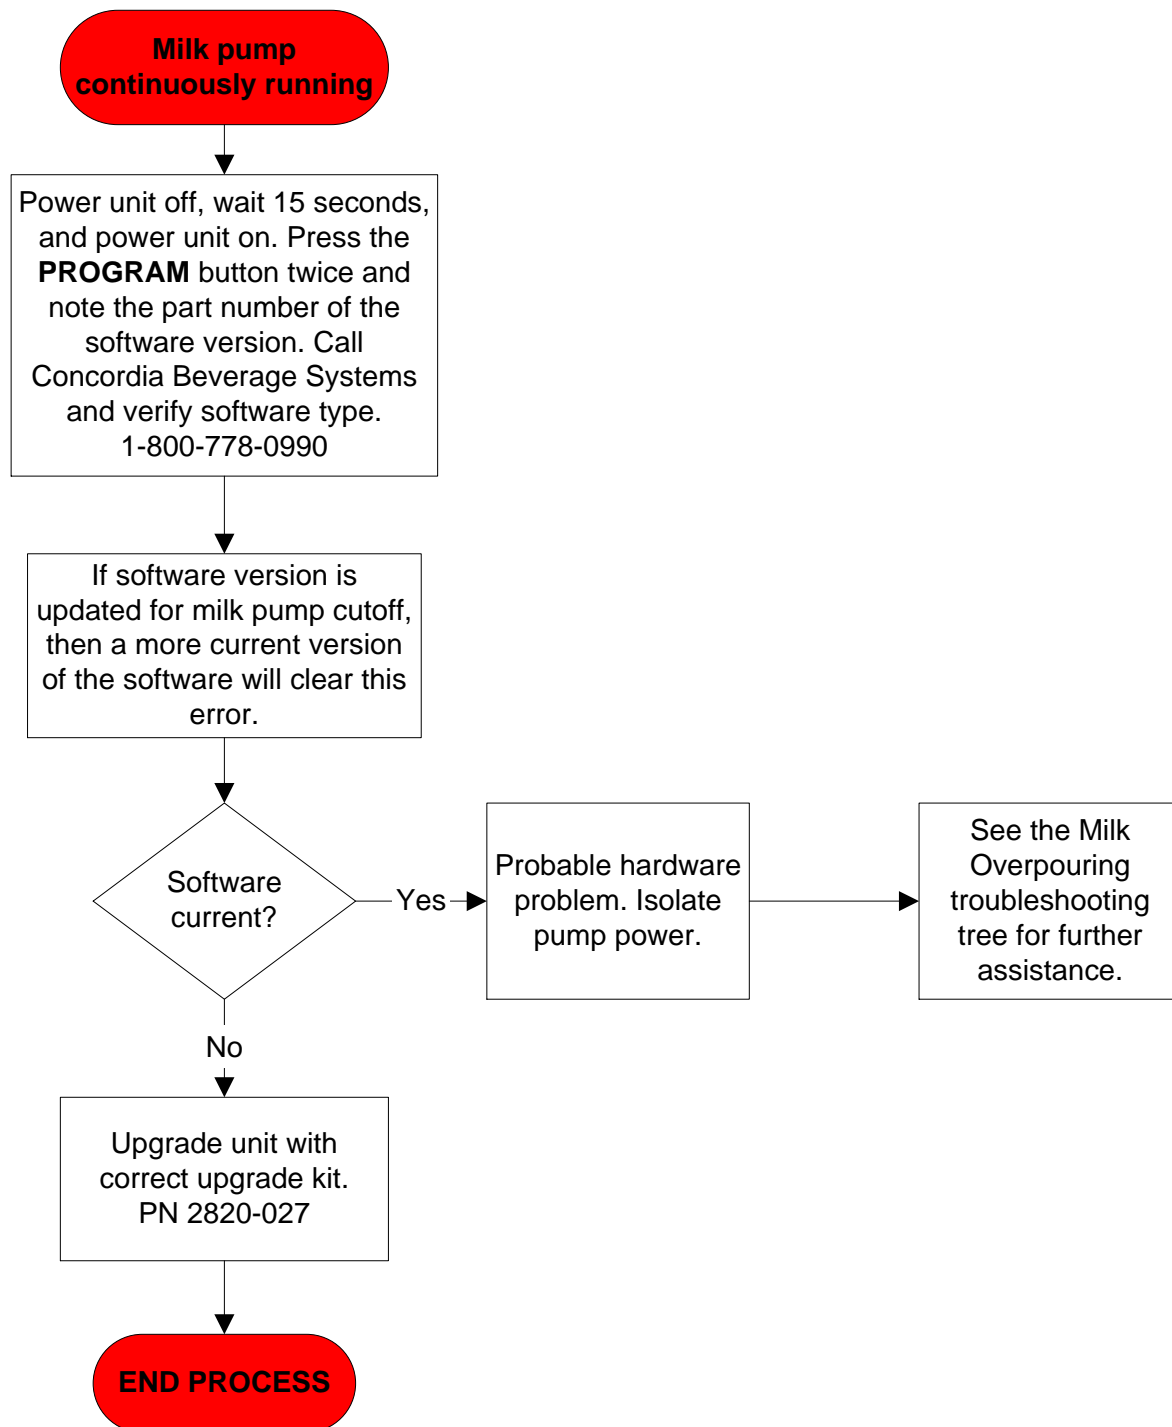 Milk pump
continuously running
Power unit off, wait 15 seconds,
and power unit on. Press the
PROGRAM button twice and
note the part number of the
software version. Call
Concordia Beverage Systems
and verify software type.
1-800-778-0990
If software version is
updated for milk pump cutoff,
then a more current version
of the software will clear this
error.
Software
current?
Yes
Probable hardware
problem. Isolate
pump power.
See the Milk
Overpouring
troubleshooting
tree for further
assistance.
No
Upgrade unit with
correct upgrade kit.
PN 2820-027
END PROCESS